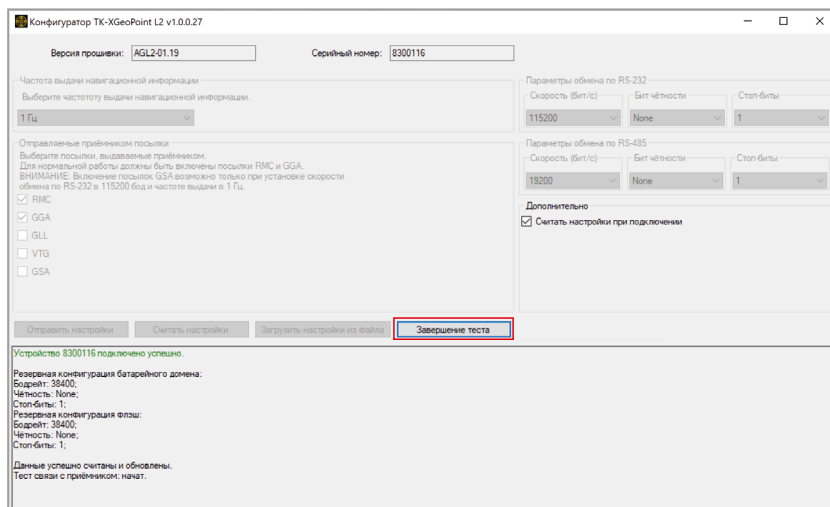 Конфигуратор TK-XGeoPoint L2 v1.0.0.27
Версия прошивки: AGL2-01.19 Серийный номер: 8300116
Частота выдачи навигационной информации
Выберите частототу выдачи навигационной информации.
1 Гц
Отправляемые приёмником посылки
Выберите посылки, выдаваемые приёмником.
Для нормальной работы должны быть включены посылки RMC и GGA.
ВНИМАНИЕ: Включение посылок GSA возможно только при установке скорости
обмена по RS-232 в 115200 бод и частоте выдачи в 1 Гц.
RMC
GGA
GLL
VTG
GSA
Параметры обмена по RS-232
Скорость (бит/с) Бит чётности Стоп-биты
115200 None 1
Параметры обмена по RS-485
Скорость (бит/с) Бит чётности Стоп-биты
19200 None 1
Дополнительно
Считать настройки при подключении
Отправить настройки Считать настройки Загрузить настройки из файла Завершение теста
Устройство 8300116 подключено успешно.
Резервная конфигурация батарейного домена:
Бодрейт: 38400;
Чётность: None;
Стоп-биты: 1;
Резервная конфигурация флэш:
Бодрейт: 38400;
Чётность: None;
Стоп-биты: 1;
Данные успешно считаны и обновлены.
Тест связи с приёмником: начат.